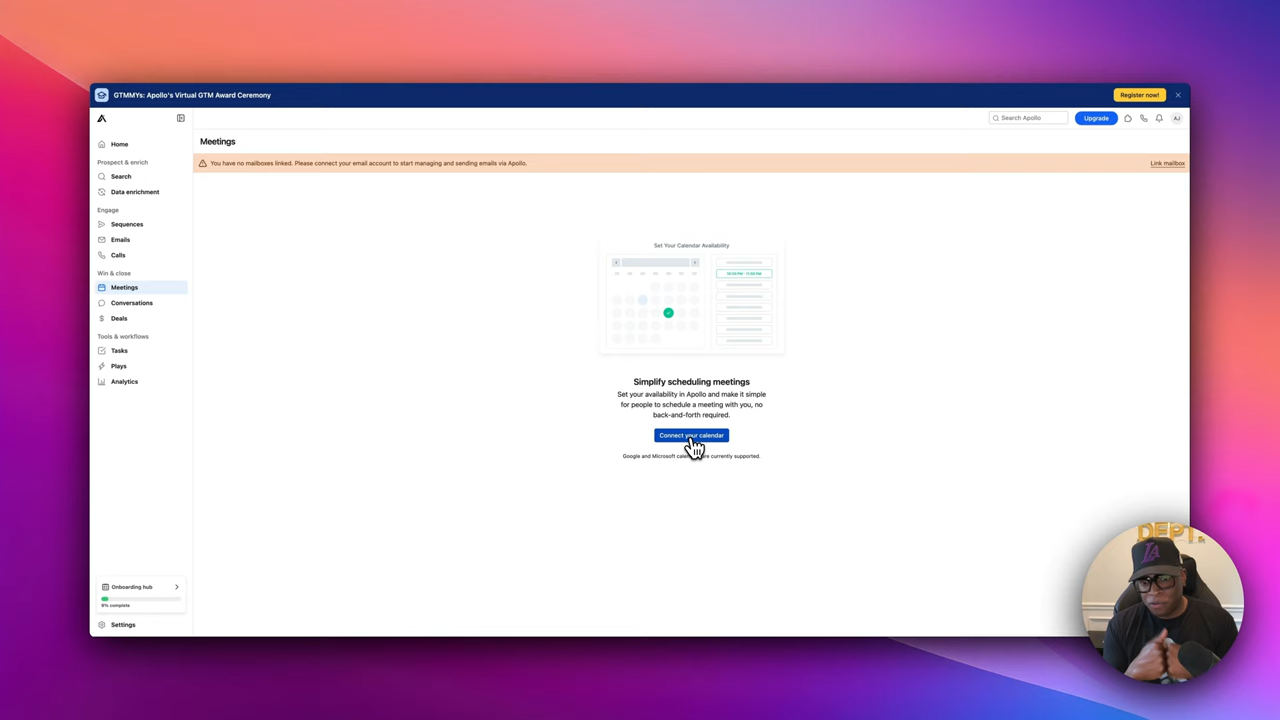 GTMMYs: Apollo's Virtual GTM Award Ceremony
Register now!
Search Apollo
Upgrade
AJ
Home
Prospect & enrich
Search
Data enrichment
Engage
Sequences
Emails
Calls
Win & close
Meetings
Conversations
Deals
Tools & workflows
Tasks
Plays
Analytics
Onboarding hub
Settings
Meetings
You have no mailboxes linked. Please connect your email account to start managing and sending emails via Apollo.
Link mailbox
Set Your Calendar Availability
Simplify scheduling meetings
Set your availability in Apollo and make it simple
for people to schedule a meeting with you, no
back-and-forth required.
Connect your calendar
Google and Microsoft are currently supported.
DEPT.
LA